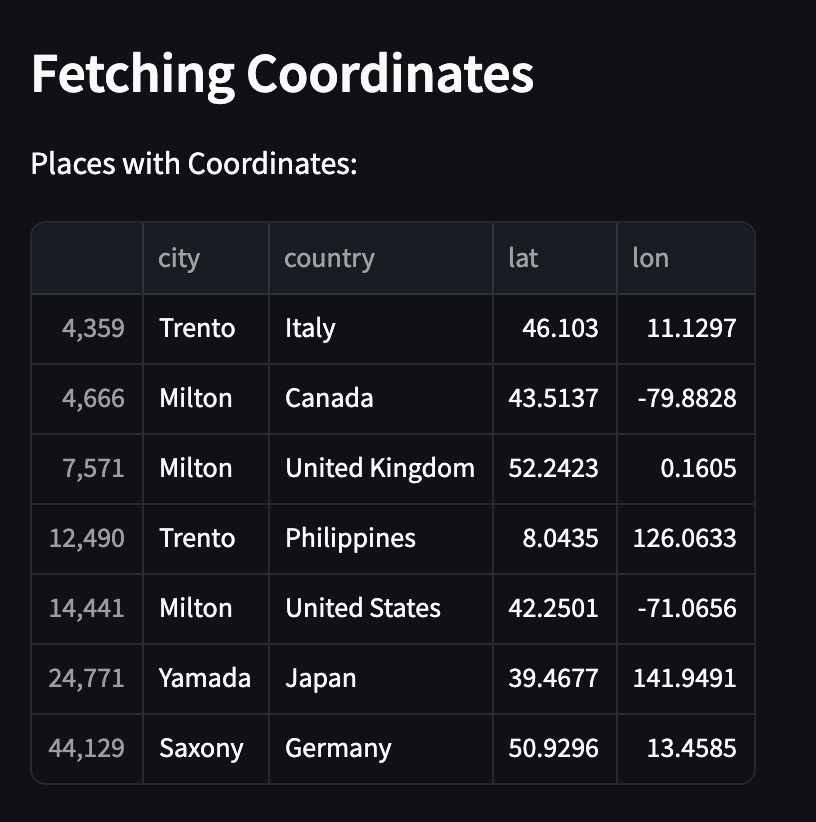 Fetching Coordinates
Places with Coordinates:
city country lat lon
4,359 Trento Italy 46.103 11.1297
4,666 Milton Canada 43.5137 -79.8828
7,571 Milton United Kingdom 52.2423 0.1605
12,490 Trento Philippines 8.0435 126.0633
14,441 Milton United States 42.2501 -71.0656
24,771 Yamada Japan 39.4677 141.9491
44,129 Saxony Germany 50.9296 13.4585